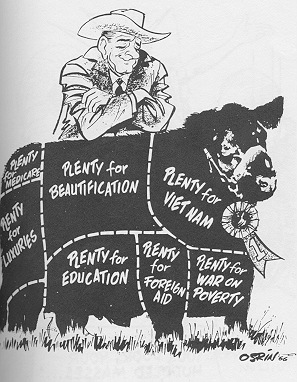 PLENTY
for
MEDICARE
PLENTY for
BEAUTIFICATION
PLENTY for
VIET NAM
PLENTY
for
LUXURIES
PLENTY for
EDUCATION
PLENTY
for
FOREIGN
AID
PLENTY for
WAR ON
POVERTY
OSRIN '66